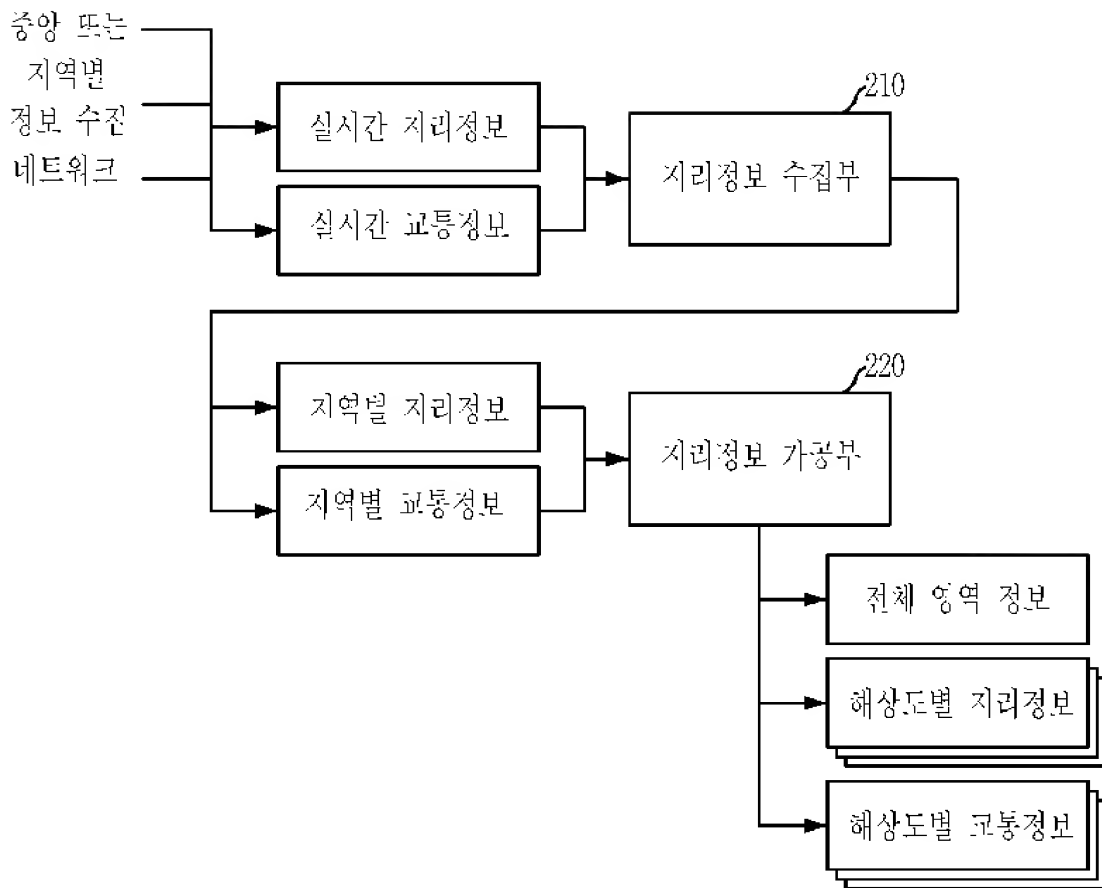 중앙 또는
지역별
정보 수진
네트워크
실시간 지리정보
실시간 교통정보
210
지리정보 수집부
지역별 지리정보
지역별 교통정보
220
지리정보 가공부
전체 영역 정보
해상도별 지리정보
해상도별 교통정보